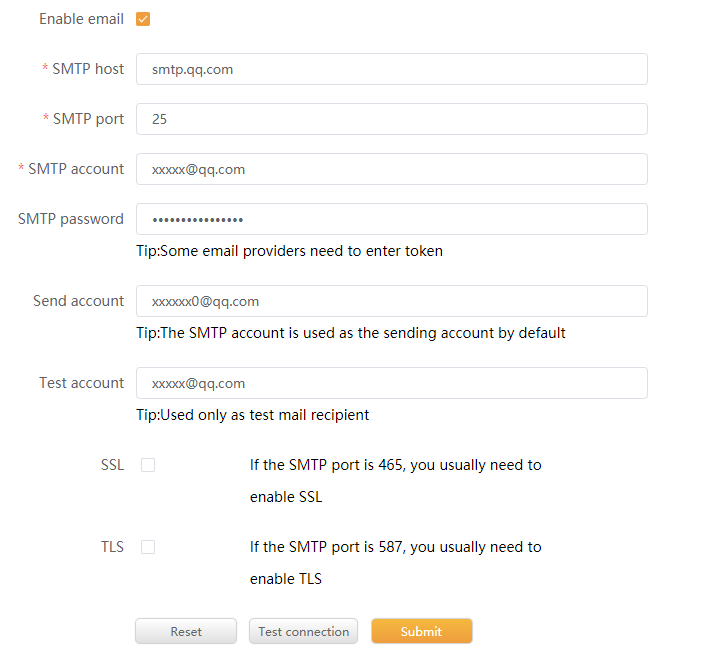 Enable email
* SMTP host smtp.qq.com
* SMTP port 25
* SMTP account xxxxx@qq.com
SMTP password ••••••••••••••••
Tip:Some email providers need to enter token
Send account xxxxxx0@qq.com
Tip:The SMTP account is used as the sending account by default
Test account xxxxx@qq.com
Tip:Used only as test mail recipient
SSL If the SMTP port is 465, you usually need to
enable SSL
TLS If the SMTP port is 587, you usually need to
enable TLS
Reset Test connection Submit